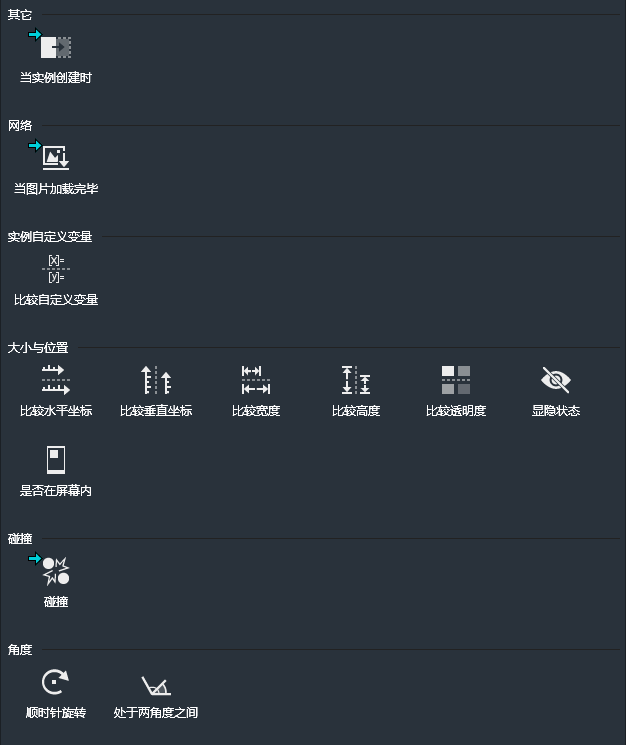 其它
当实例创建时
网络
当图片加载完毕
实例自定义变量
[x]=
[y]=
比较自定义变量
大小与位置
比较水平坐标 比较垂直坐标 比较宽度 比较高度 比较透明度 显隐状态
是否在屏幕内
碰撞
碰撞
角度
顺时针旋转 处于两角度之间